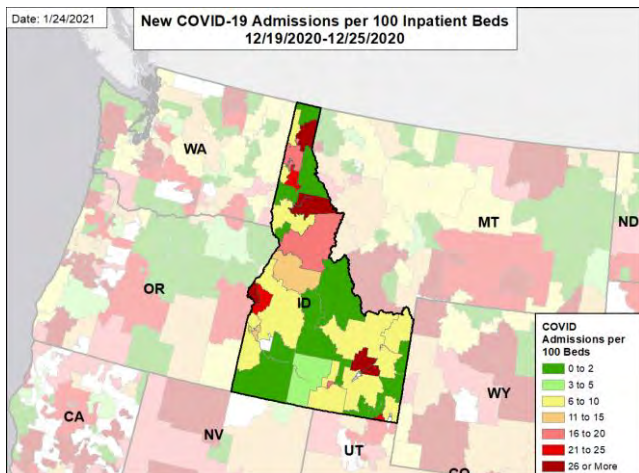 Date: 1/24/2021
New COVID-19 Admissions per 100 Inpatient Beds
12/19/2020-12/25/2020
WA
MT
ND
OR
ID
WY
CA
NV
UT
CO
COVID
Admissions per
100 Beds
0 to 2
3 to 5
6 to 10
11 to 15
16 to 20
21 to 25
26 or More